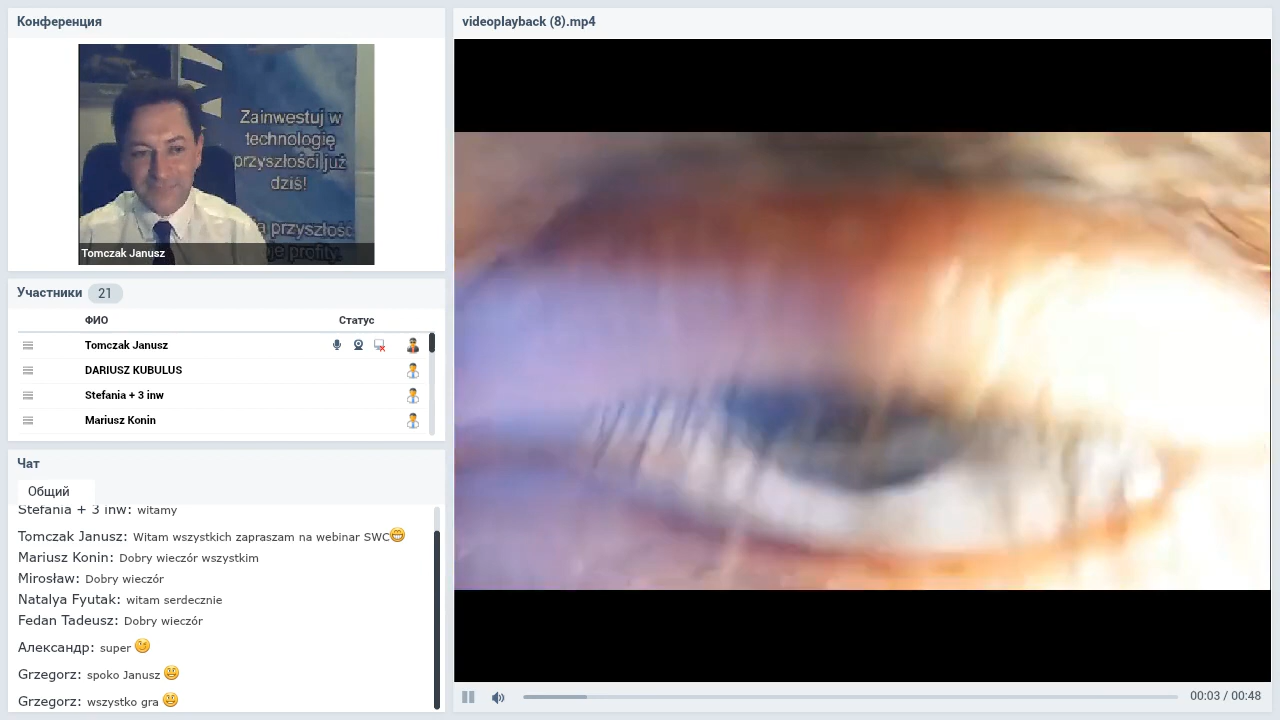 Конференция
Zainwestuj w
technologię
przyszłości już
dziś!
a przyszłość
je profity.
Tomczak Janusz
Участники 21
ФИО Статус
Tomczak Janusz
DARIUSZ KUBULUS
Stefania + 3 inw
Mariusz Konin
Чат
Общий
Stefania + 3 inw: witamy
Tomczak Janusz: Witam wszystkich zapraszam na webinar SWC
Mariusz Konin: Dobry wieczór wszystkim
Mirosław: Dobry wieczór
Natalya Fyutak: witam serdecznie
Fedan Tadeusz: Dobry wieczór
Александр: super
Grzegorz: spoko Janusz
Grzegorz: wszystko gra
videoplayback (8).mp4
00:03 / 00:48